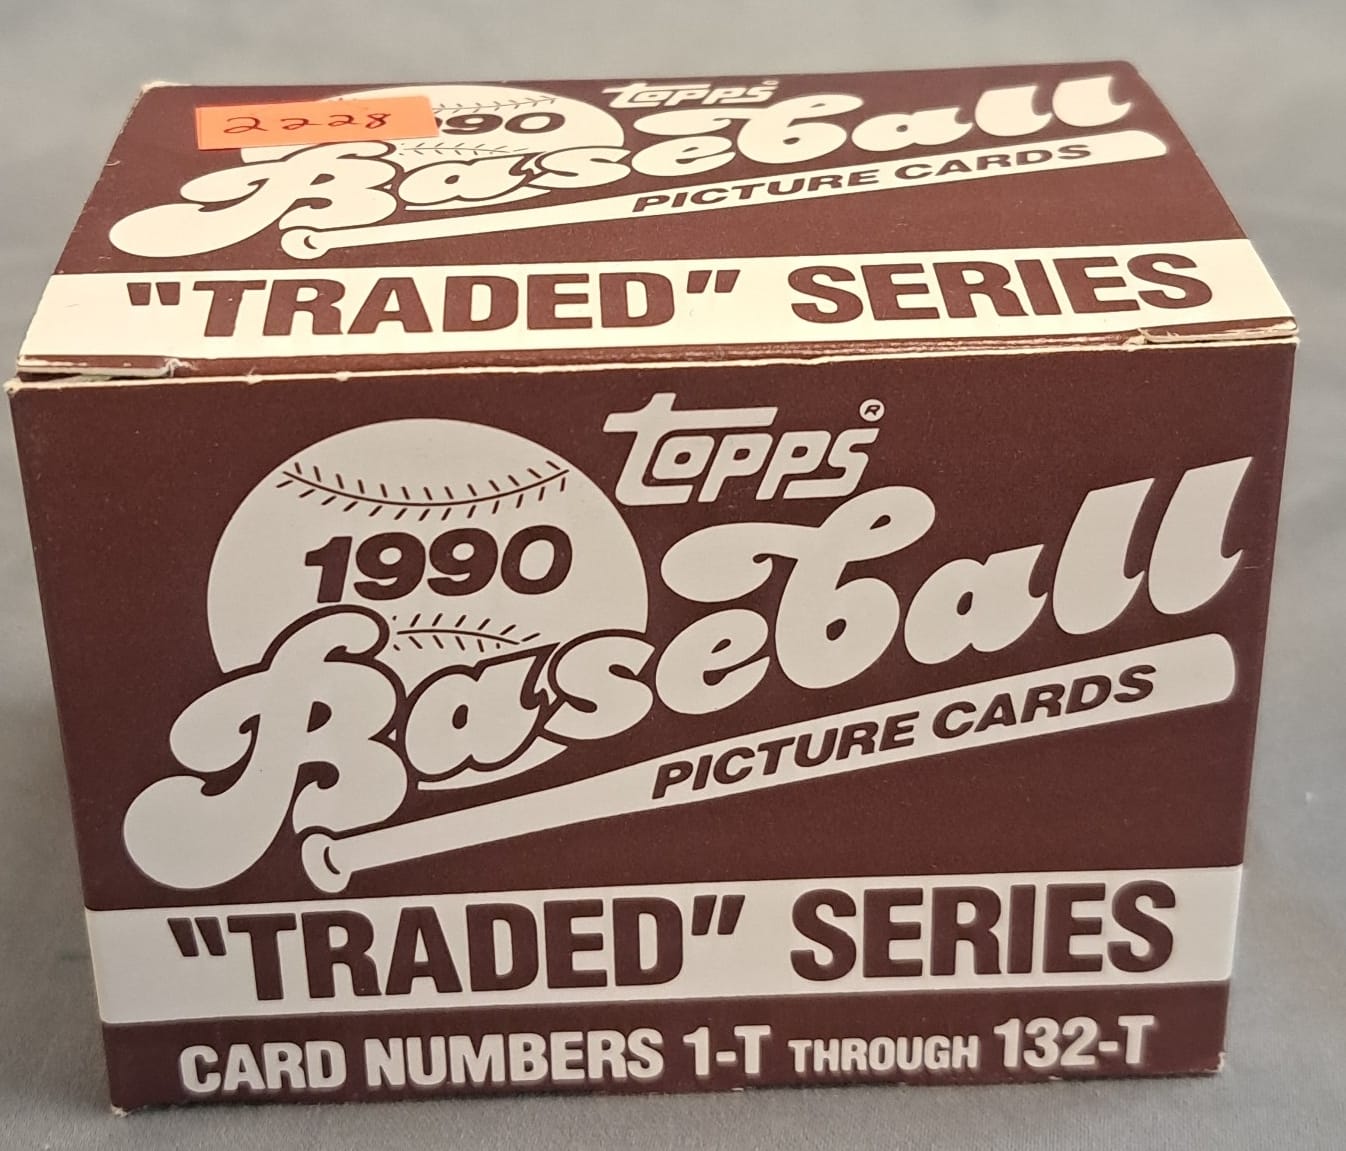 2228
topps©
990
Baseball
PICTURE CARDS
"TRADED" SERIES
topps®
1990
Baseball
PICTURE CARDS
"TRADED" SERIES
CARD NUMBERS 1-T THROUGH 132-T